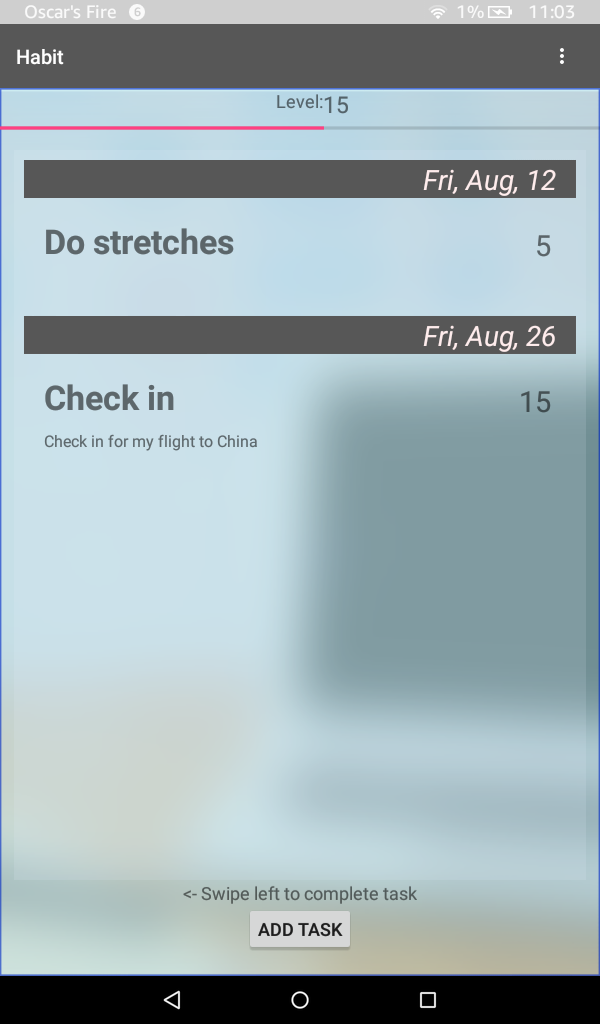 Oscar's Fire 6 1% 11:03
Habit
Level:15
Fri, Aug, 12
Do stretches 5
Fri, Aug, 26
Check in 15
Check in for my flight to China
<- Swipe left to complete task
ADD TASK